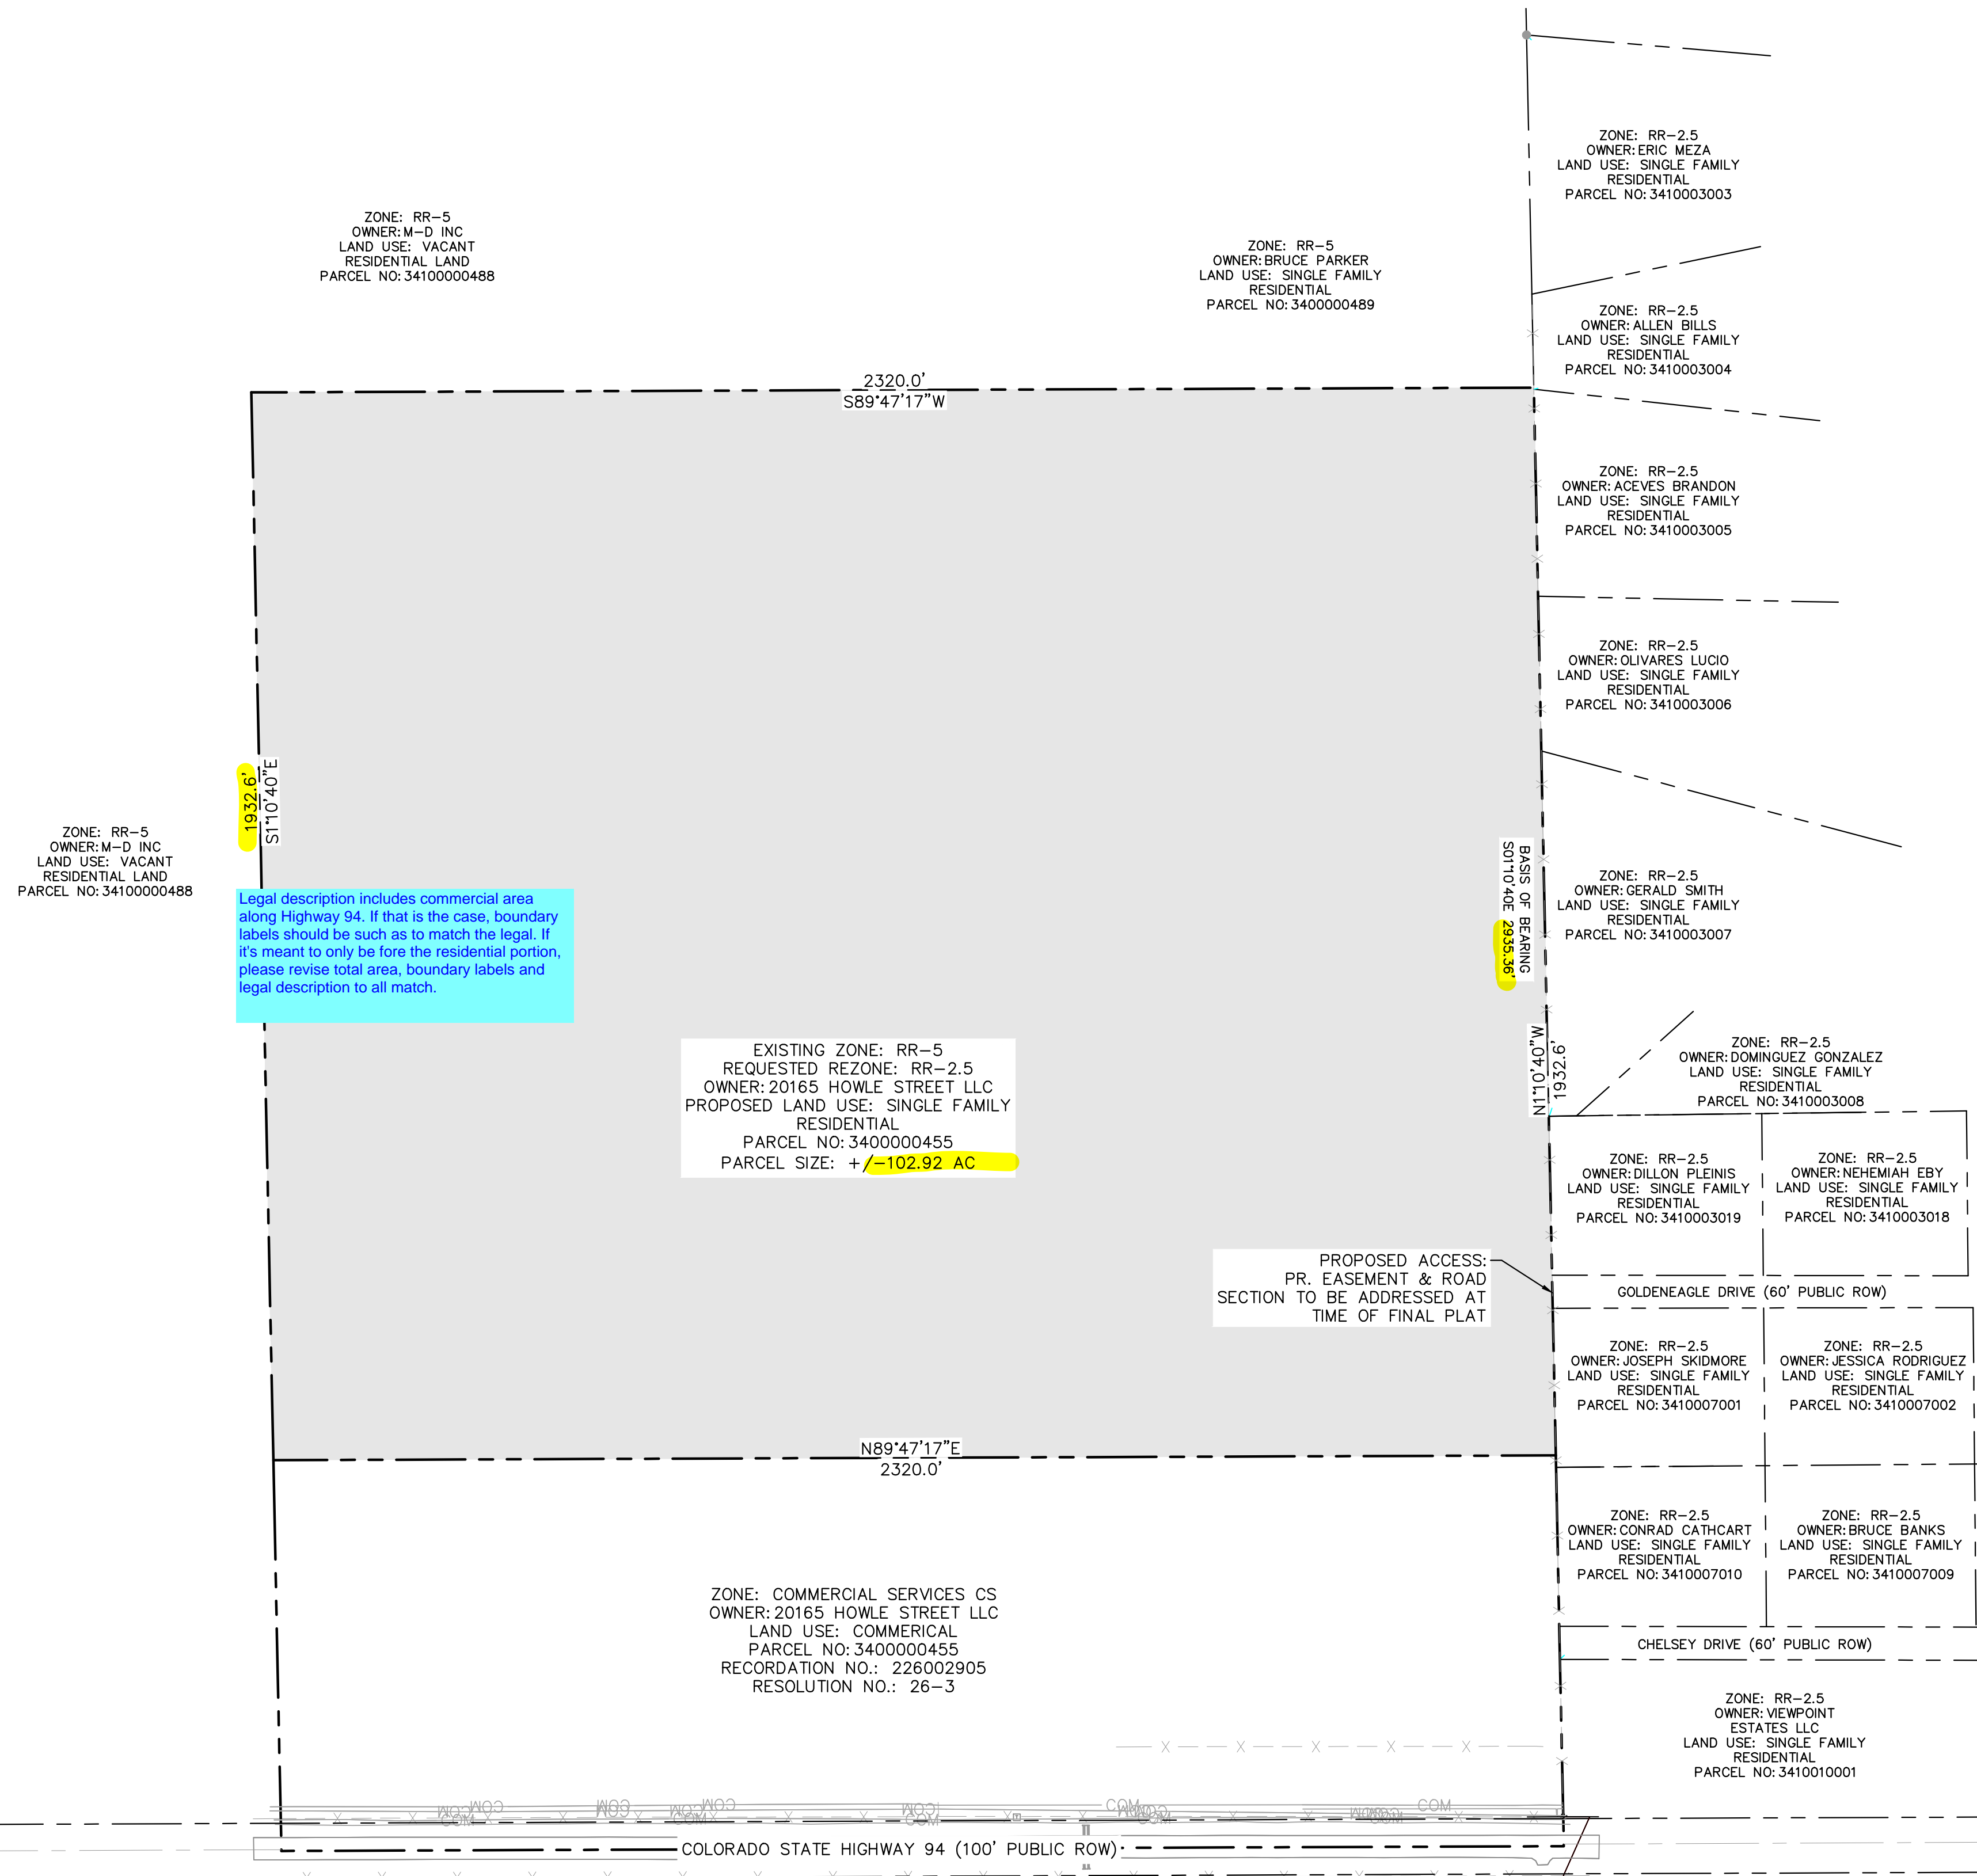 ZONE: RR-2.5
OWNER: ERIC MEZA
LAND USE: SINGLE FAMILY
RESIDENTIAL
PARCEL NO: 3410003003
ZONE: RR-5
OWNER: M-D INC
LAND USE: VACANT
RESIDENTIAL LAND
PARCEL NO: 34100000488
ZONE: RR-5
OWNER: BRUCE PARKER
LAND USE: SINGLE FAMILY
RESIDENTIAL
PARCEL NO: 3400000489
ZONE: RR-2.5
OWNER: ALLEN BILLS
LAND USE: SINGLE FAMILY
RESIDENTIAL
PARCEL NO: 3410003004
2320.0'
S89°47'17"W
ZONE: RR-2.5
OWNER: ACEVES BRANDON
LAND USE: SINGLE FAMILY
RESIDENTIAL
PARCEL NO: 3410003005
ZONE: RR-2.5
OWNER: OLIVARES LUCIO
LAND USE: SINGLE FAMILY
RESIDENTIAL
PARCEL NO: 3410003006
1932.6'
S1°10'40"E
ZONE: RR-5
OWNER: M-D INC
LAND USE: VACANT
RESIDENTIAL LAND
PARCEL NO: 34100000488
Legal description includes commercial area
along Highway 94. If that is the case, boundary
labels should be such as to match the legal. If
it's meant to only be fore the residential portion,
please revise total area, boundary labels and
legal description to all match.
BASIS OF BEARING
S01°10'40E 2935.36'
ZONE: RR-2.5
OWNER: GERALD SMITH
LAND USE: SINGLE FAMILY
RESIDENTIAL
PARCEL NO: 3410003007
N1°10'40"W
1932.6'
EXISTING ZONE: RR-5
REQUESTED REZONE: RR-2.5
OWNER: 20165 HOWLE STREET LLC
PROPOSED LAND USE: SINGLE FAMILY
RESIDENTIAL
PARCEL NO: 3400000455
PARCEL SIZE: +/-102.92 AC
ZONE: RR-2.5
OWNER: DOMINGUEZ GONZALEZ
LAND USE: SINGLE FAMILY
RESIDENTIAL
PARCEL NO: 3410003008
ZONE: RR-2.5
OWNER: DILLON PLEINIS
LAND USE: SINGLE FAMILY
RESIDENTIAL
PARCEL NO: 3410003019
ZONE: RR-2.5
OWNER: NEHEMIAH EBY
LAND USE: SINGLE FAMILY
RESIDENTIAL
PARCEL NO: 3410003018
PROPOSED ACCESS:
PR. EASEMENT & ROAD
SECTION TO BE ADDRESSED AT
TIME OF FINAL PLAT
GOLDENEAGLE DRIVE (60' PUBLIC ROW)
ZONE: RR-2.5
OWNER: JOSEPH SKIDMORE
LAND USE: SINGLE FAMILY
RESIDENTIAL
PARCEL NO: 3410007001
ZONE: RR-2.5
OWNER: JESSICA RODRIGUEZ
LAND USE: SINGLE FAMILY
RESIDENTIAL
PARCEL NO: 3410007002
N89°47'17"E
2320.0'
ZONE: RR-2.5
OWNER: CONRAD CATHCART
LAND USE: SINGLE FAMILY
RESIDENTIAL
PARCEL NO: 3410007010
ZONE: RR-2.5
OWNER: BRUCE BANKS
LAND USE: SINGLE FAMILY
RESIDENTIAL
PARCEL NO: 3410007009
ZONE: COMMERCIAL SERVICES CS
OWNER: 20165 HOWLE STREET LLC
LAND USE: COMMERICAL
PARCEL NO: 3400000455
RECORDATION NO.: 226002905
RESOLUTION NO.: 26-3
CHELSEY DRIVE (60' PUBLIC ROW)
ZONE: RR-2.5
OWNER: VIEWPOINT
ESTATES LLC
LAND USE: SINGLE FAMILY
RESIDENTIAL
PARCEL NO: 3410010001
COM COM COM COM COM COM COM
COM COM COM COM COM
COLORADO STATE HIGHWAY 94 (100' PUBLIC ROW)